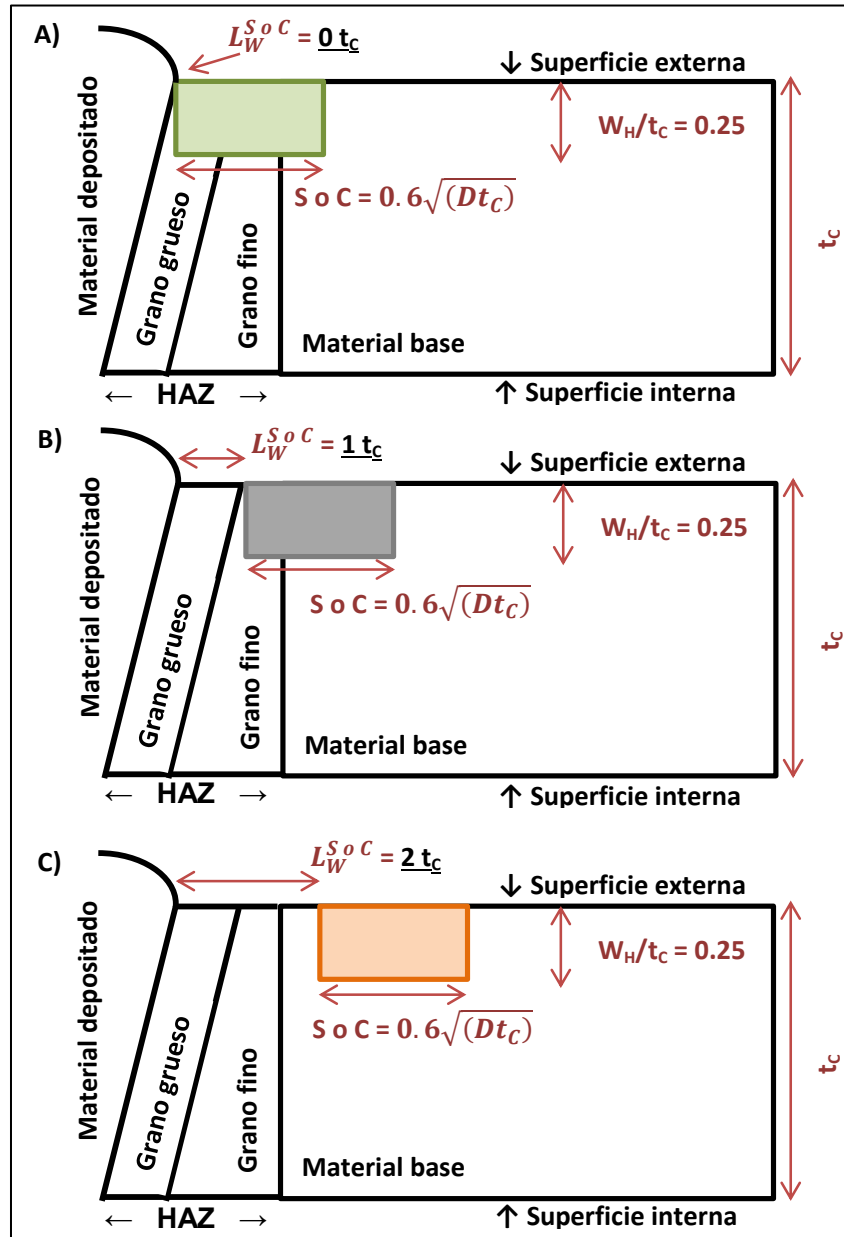 A)
L_W^{S o C} = 0 t_C
↓ Superficie externa
Material depositado
W_H/t_C = 0.25
S o C = 0.6√(Dt_C)
t_C
Grano grueso
Grano fino
Material base
← HAZ →
↑ Superficie interna
B)
L_W^{S o C} = 1 t_C
↓ Superficie externa
Material depositado
W_H/t_C = 0.25
S o C = 0.6√(Dt_C)
t_C
Grano grueso
Grano fino
Material base
← HAZ →
↑ Superficie interna
C)
L_W^{S o C} = 2 t_C
↓ Superficie externa
Material depositado
W_H/t_C = 0.25
S o C = 0.6√(Dt_C)
t_C
Grano grueso
Grano fino
Material base
← HAZ →
↑ Superficie interna